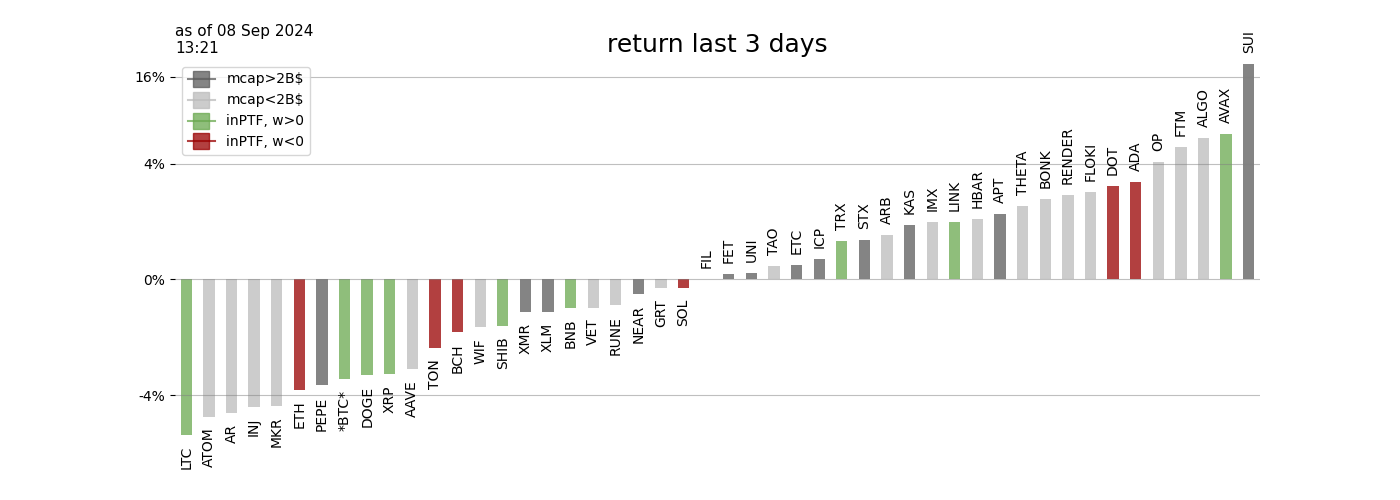 as of 08 Sep 2024
13:21
return last 3 days
mcap>2B$
mcap<2B$
inPTF, w>0
inPTF, w<0
16%
4%
0%
-4%
LTC
ATOM
AR
INJ
MKR
ETH
PEPE
*BTC*
DOGE
XRP
AAVE
TON
BCH
WIF
SHIB
XMR
XLM
BNB
VET
RUNE
NEAR
GRT
SOL
FIL
FET
UNI
TAO
ETC
ICP
TRX
STX
ARB
KAS
IMX
LINK
HBAR
APT
THETA
BONK
RENDER
FLOKI
DOT
ADA
OP
FTM
ALGO
AVAX
SUI